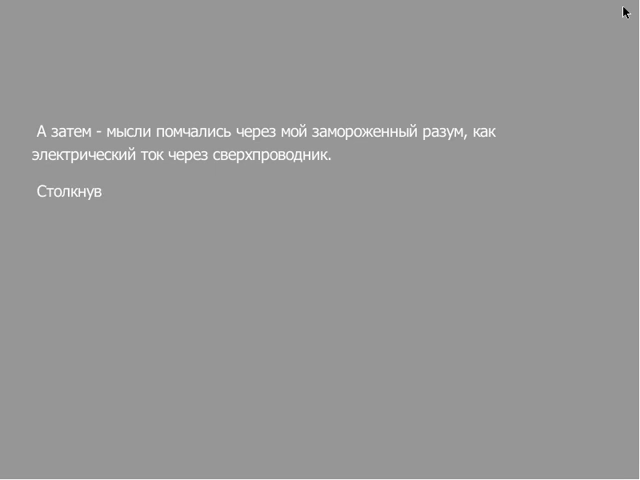 А затем - мысли помчались через мой замороженный разум, как
электрический ток через сверхпроводник.
Столкнув